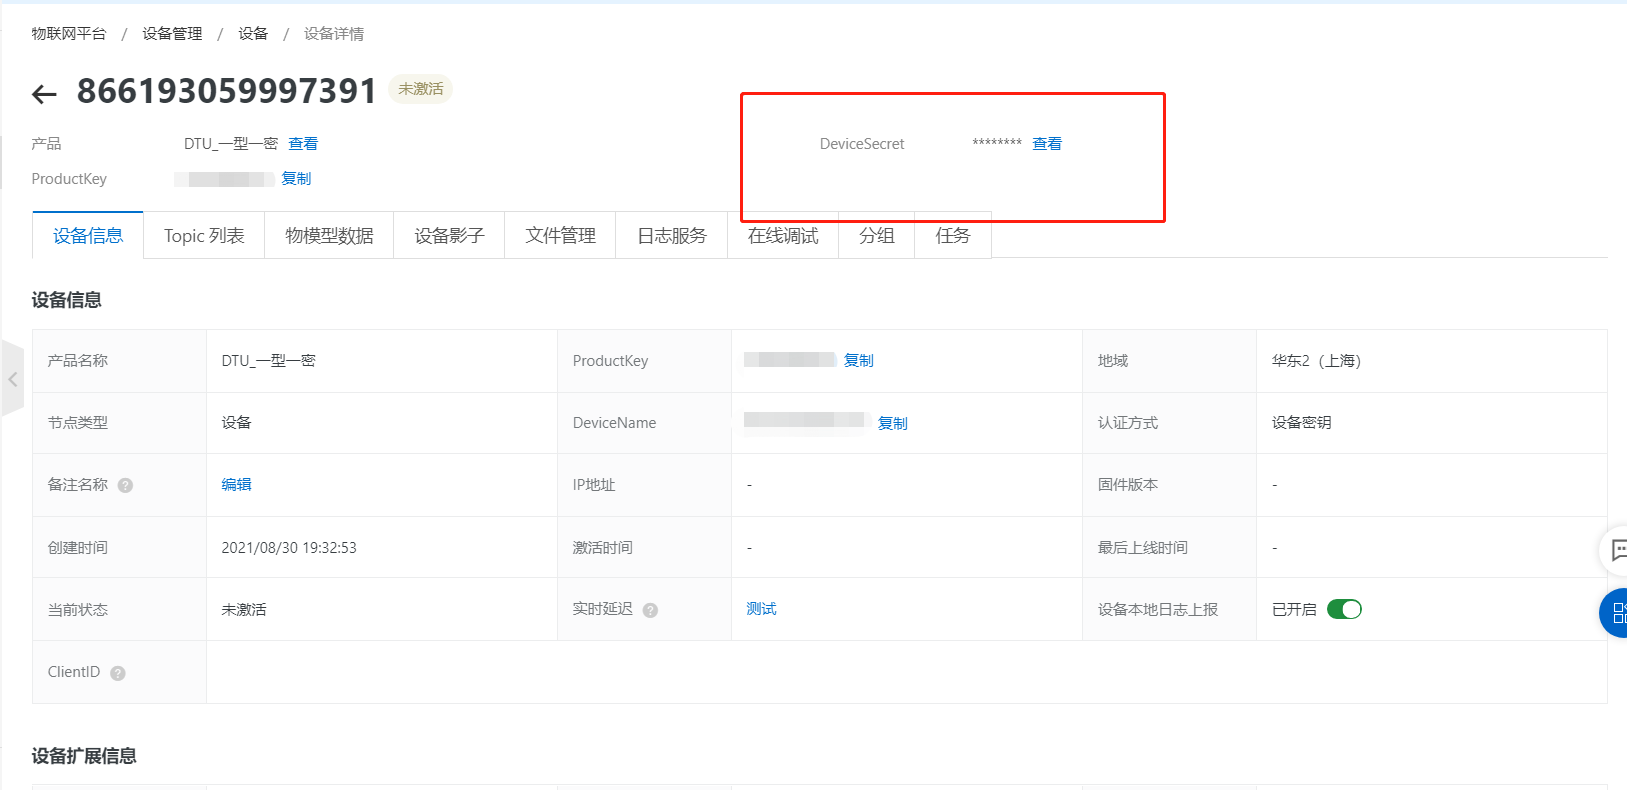 物联网平台 / 设备管理 / 设备 / 设备详情
866193059997391 未激活
产品 DTU_一型一密 查看 DeviceSecret ******** 查看
ProductKey 复制
设备信息 Topic 列表 物模型数据 设备影子 文件管理 日志服务 在线调试 分组 任务
设备信息
产品名称 DTU_一型一密 ProductKey 复制 地域 华东2（上海）
节点类型 设备 DeviceName 复制 认证方式 设备密钥
备注名称 ? 编辑 IP地址 - 固件版本 -
创建时间 2021/08/30 19:32:53 激活时间 - 最后上线时间 -
当前状态 未激活 实时延迟 ? 测试 设备本地日志上报 已开启
ClientID ?
设备扩展信息